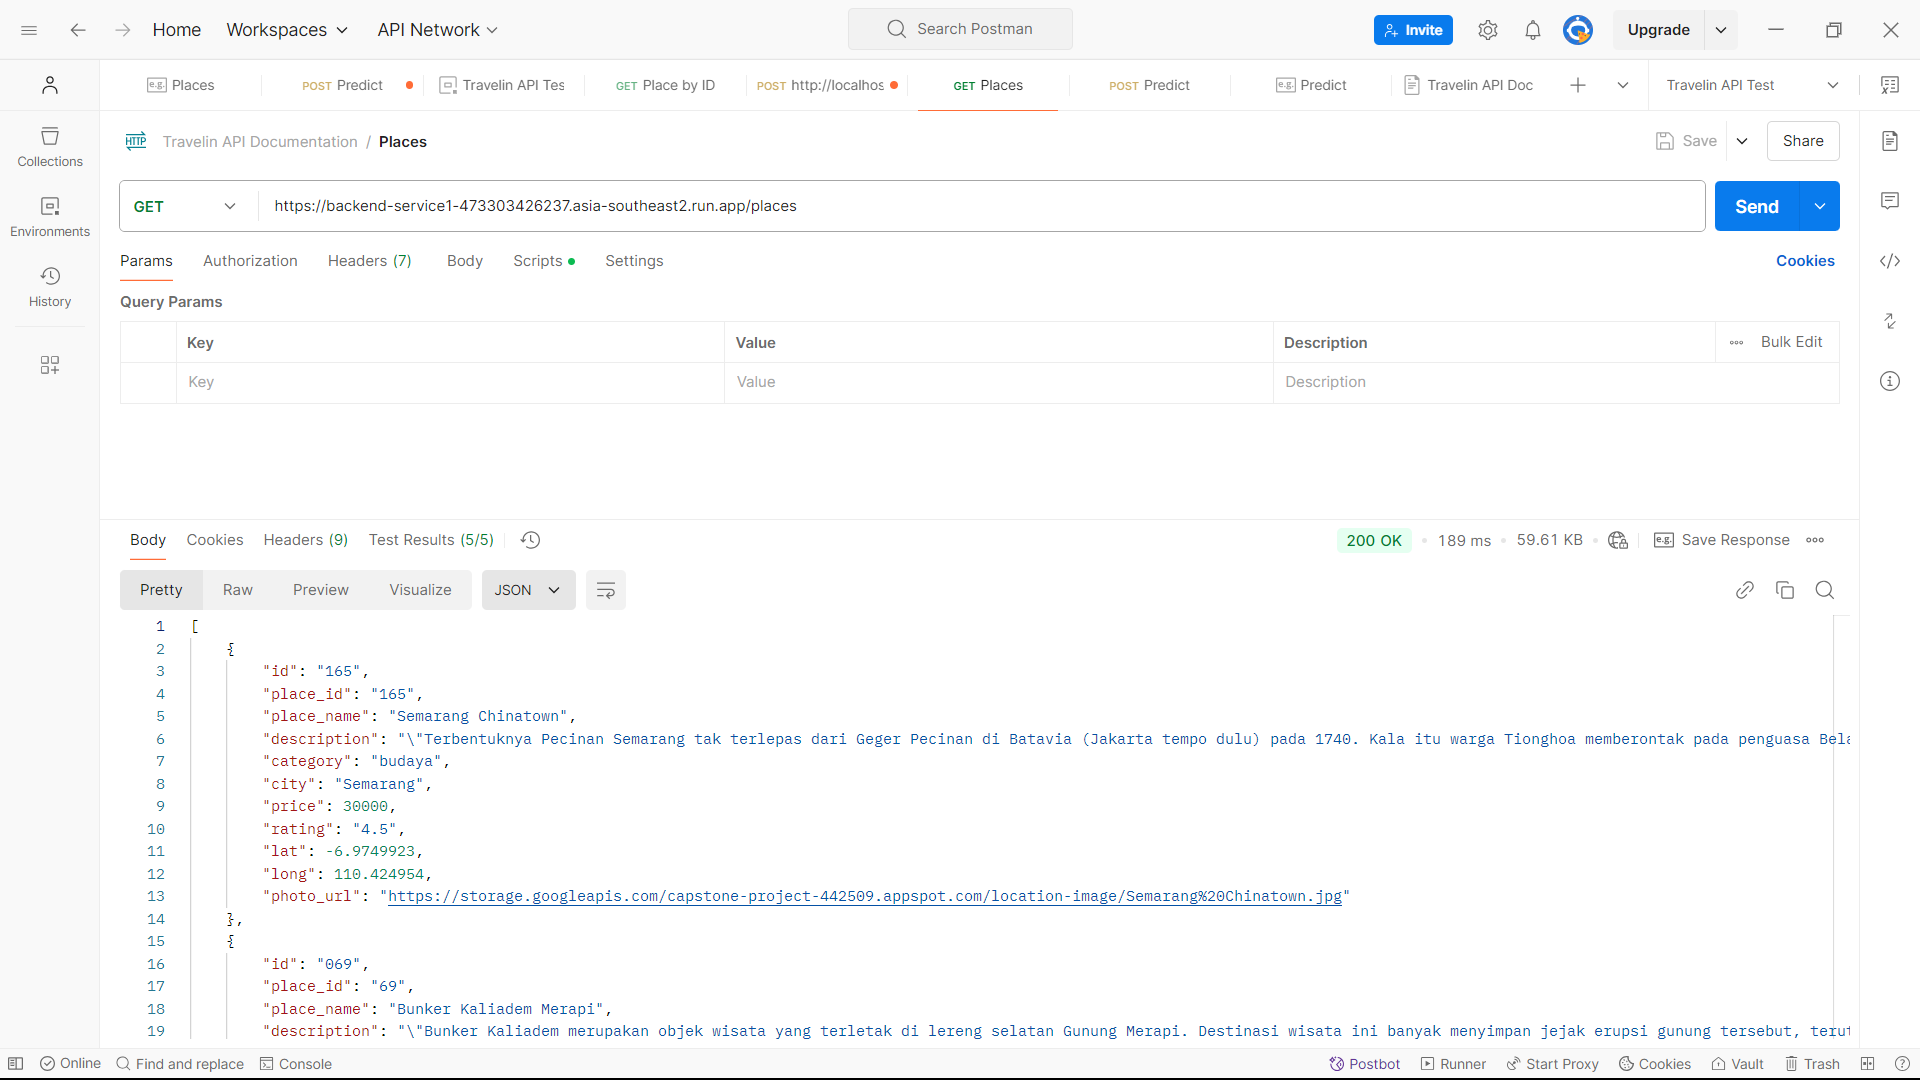 Home Workspaces API Network Search Postman Invite Upgrade
e.g. Places POST Predict Travelin API Tes GET Place by ID POST http://localhos GET Places POST Predict e.g. Predict Travelin API Doc Travelin API Test
HTTP Travelin API Documentation / Places Save Share
Collections
Environments
History
GET https://backend-service1-473303426237.asia-southeast2.run.app/places Send
Params Authorization Headers (7) Body Scripts Settings Cookies
Query Params
Key Value Description Bulk Edit
Key Value Description
Body Cookies Headers (9) Test Results (5/5) 200 OK 189 ms 59.61 KB e.g. Save Response
Pretty Raw Preview Visualize JSON
1 [
2 {
3 "id": "165",
4 "place_id": "165",
5 "place_name": "Semarang Chinatown",
6 "description": "\"Terbentuknya Pecinan Semarang tak terlepas dari Geger Pecinan di Batavia (Jakarta tempo dulu) pada 1740. Kala itu warga Tionghoa memberontak pada penguasa Bela
7 "category": "budaya",
8 "city": "Semarang",
9 "price": 30000,
10 "rating": "4.5",
11 "lat": -6.9749923,
12 "long": 110.424954,
13 "photo_url": "https://storage.googleapis.com/capstone-project-442509.appspot.com/location-image/Semarang%20Chinatown.jpg"
14 },
15 {
16 "id": "069",
17 "place_id": "69",
18 "place_name": "Bunker Kaliadem Merapi",
19 "description": "\"Bunker Kaliadem merupakan objek wisata yang terletak di lereng selatan Gunung Merapi. Destinasi wisata ini banyak menyimpan jejak erupsi gunung tersebut, terut
Online Find and replace Console Postbot Runner Start Proxy Cookies Vault Trash